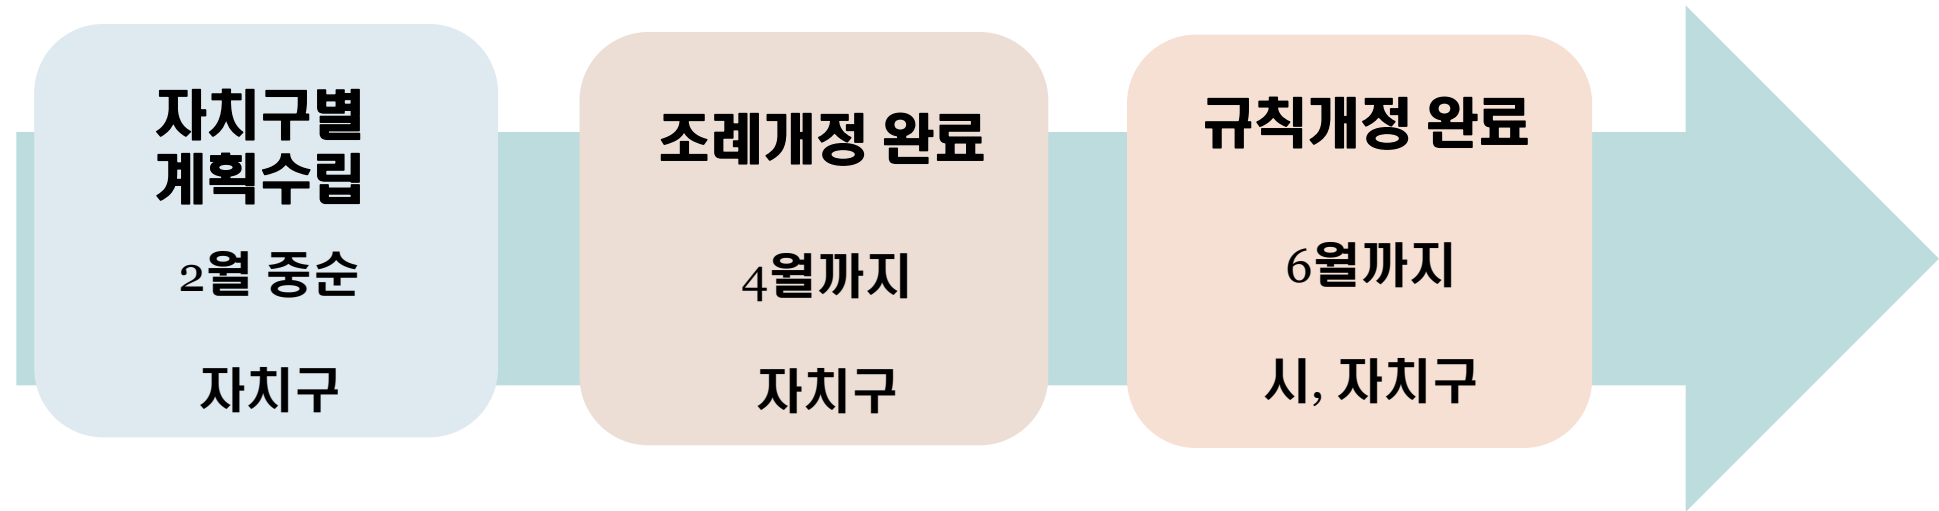 자치구별
계획수립
2월 중순
자치구
조례개정 완료
4월까지
자치구
규칙개정 완료
6월까지
시, 자치구